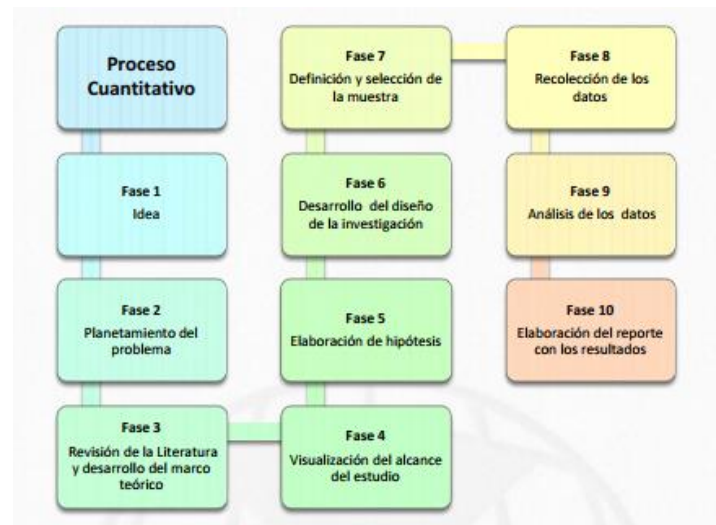 Proceso
Cuantitativo
Fase 1
Idea
Fase 2
Planetamiento del
problema
Fase 3
Revisión de la Literatura
y desarrollo del marco
teórico
Fase 4
Visualización del alcance
del estudio
Fase 5
Elaboración de hipótesis
Fase 6
Desarrollo del diseño
de la investigación
Fase 7
Definición y selección de
la muestra
Fase 8
Recolección de los
datos
Fase 9
Análisis de los datos
Fase 10
Elaboración del reporte
con los resultados